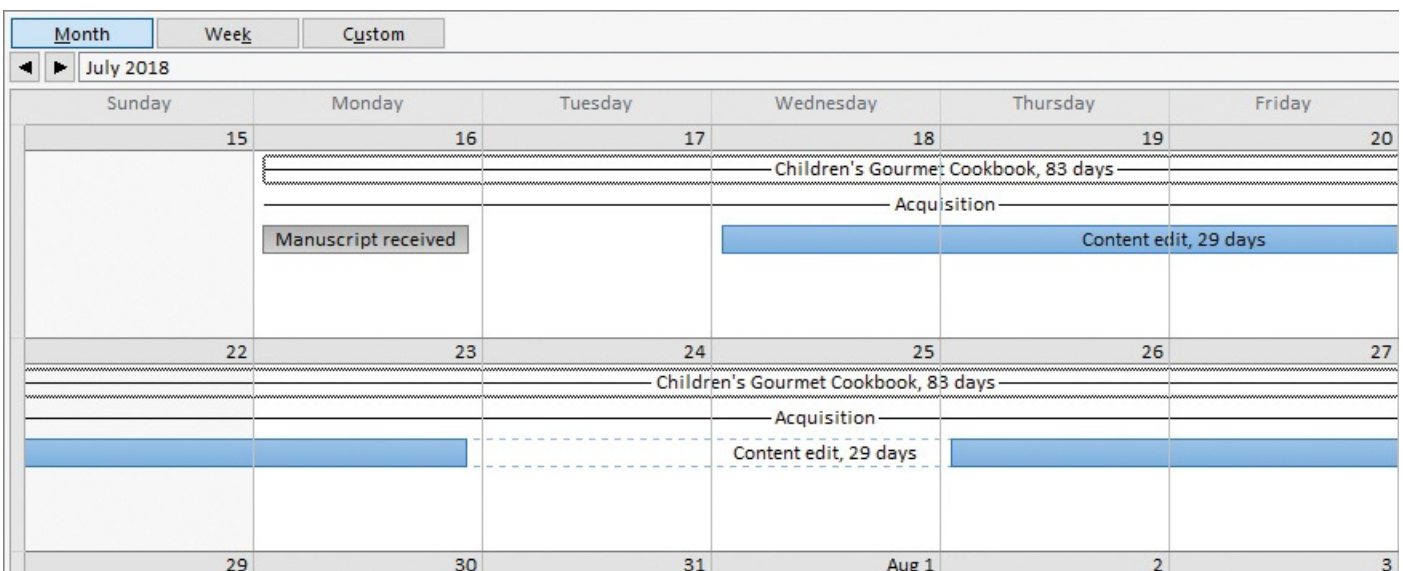 Month Week Custom
July 2018
Sunday Monday Tuesday Wednesday Thursday Friday
15 16 17 18 19 20
Children's Gourmet Cookbook, 83 days
Acquisition
Manuscript received Content edit, 29 days
22 23 24 25 26 27
Children's Gourmet Cookbook, 83 days
Acquisition
Content edit, 29 days
29 30 31 Aug 1 2 3